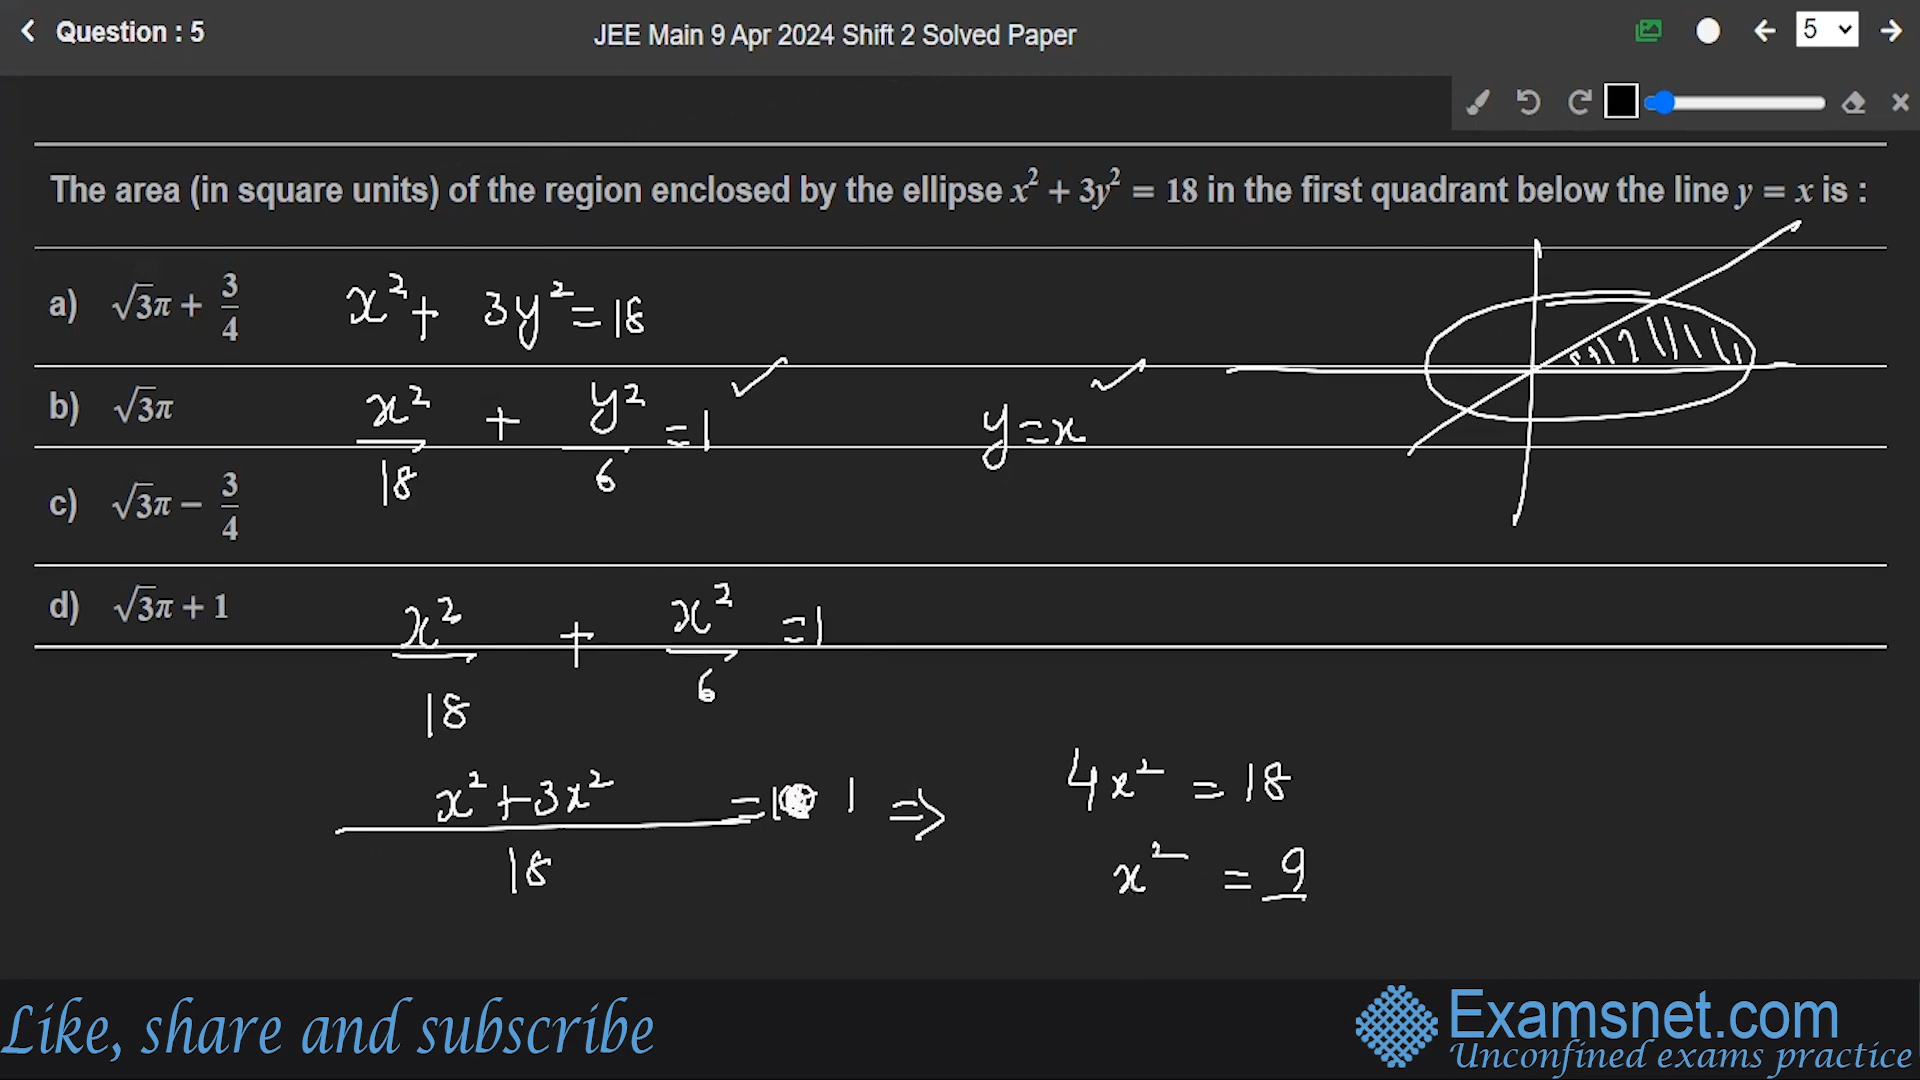 Question : 5
JEE Main 9 Apr 2024 Shift 2 Solved Paper
5
The area (in square units) of the region enclosed by the ellipse x² + 3y² = 18 in the first quadrant below the line y = x is :
a) √3π + 3/4
x² + 3y² = 18
b) √3π
x²/18 + y²/6 = 1
y = x
c) √3π − 3/4
d) √3π + 1
x²/18 + x²/6 = 1
(x² + 3x²)/18 = 1 ⇒ 4x² = 18
x² = 9
Like, share and subscribe
Examsnet.com
Unconfined exams practice